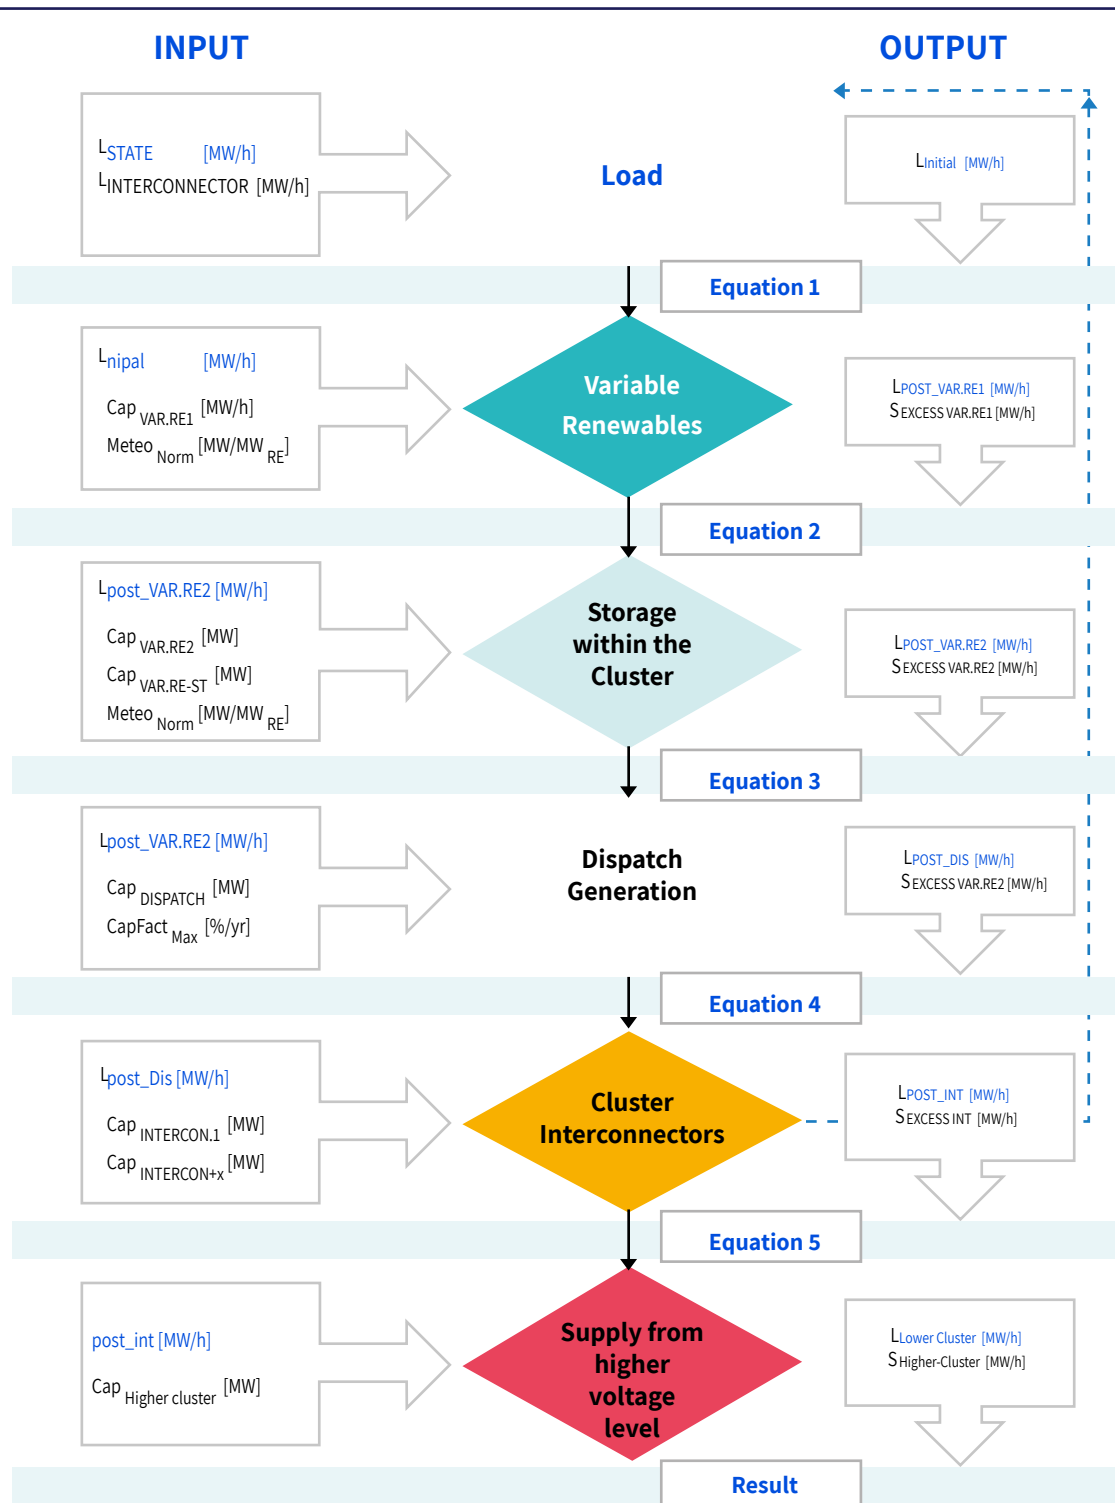 INPUT
OUTPUT
LSTATE [MW/h]
LINTERCONNECTOR [MW/h]
Load
LInitial [MW/h]
Equation 1
Lnipal [MW/h]
Cap VAR.RE1 [MW/h]
Meteo Norm [MW/MW RE]
Variable
Renewables
LPOST_VAR.RE1 [MW/h]
S EXCESS VAR.RE1 [MW/h]
Equation 2
Lpost_VAR.RE2 [MW/h]
Cap VAR.RE2 [MW]
Cap VAR.RE-ST [MW]
Meteo Norm [MW/MW RE]
Storage
within the
Cluster
LPOST_VAR.RE2 [MW/h]
S EXCESS VAR.RE2 [MW/h]
Equation 3
Lpost_VAR.RE2 [MW/h]
Cap DISPATCH [MW]
CapFact Max [%/yr]
Dispatch
Generation
LPOST_DIS [MW/h]
S EXCESS VAR.RE2 [MW/h]
Equation 4
Lpost_Dis [MW/h]
Cap INTERCON.1 [MW]
Cap INTERCON+x [MW]
Cluster
Interconnectors
LPOST_INT [MW/h]
S EXCESS INT [MW/h]
Equation 5
post_int [MW/h]
Cap Higher cluster [MW]
Supply from
higher
voltage
level
LLower Cluster [MW/h]
S Higher-Cluster [MW/h]
Result